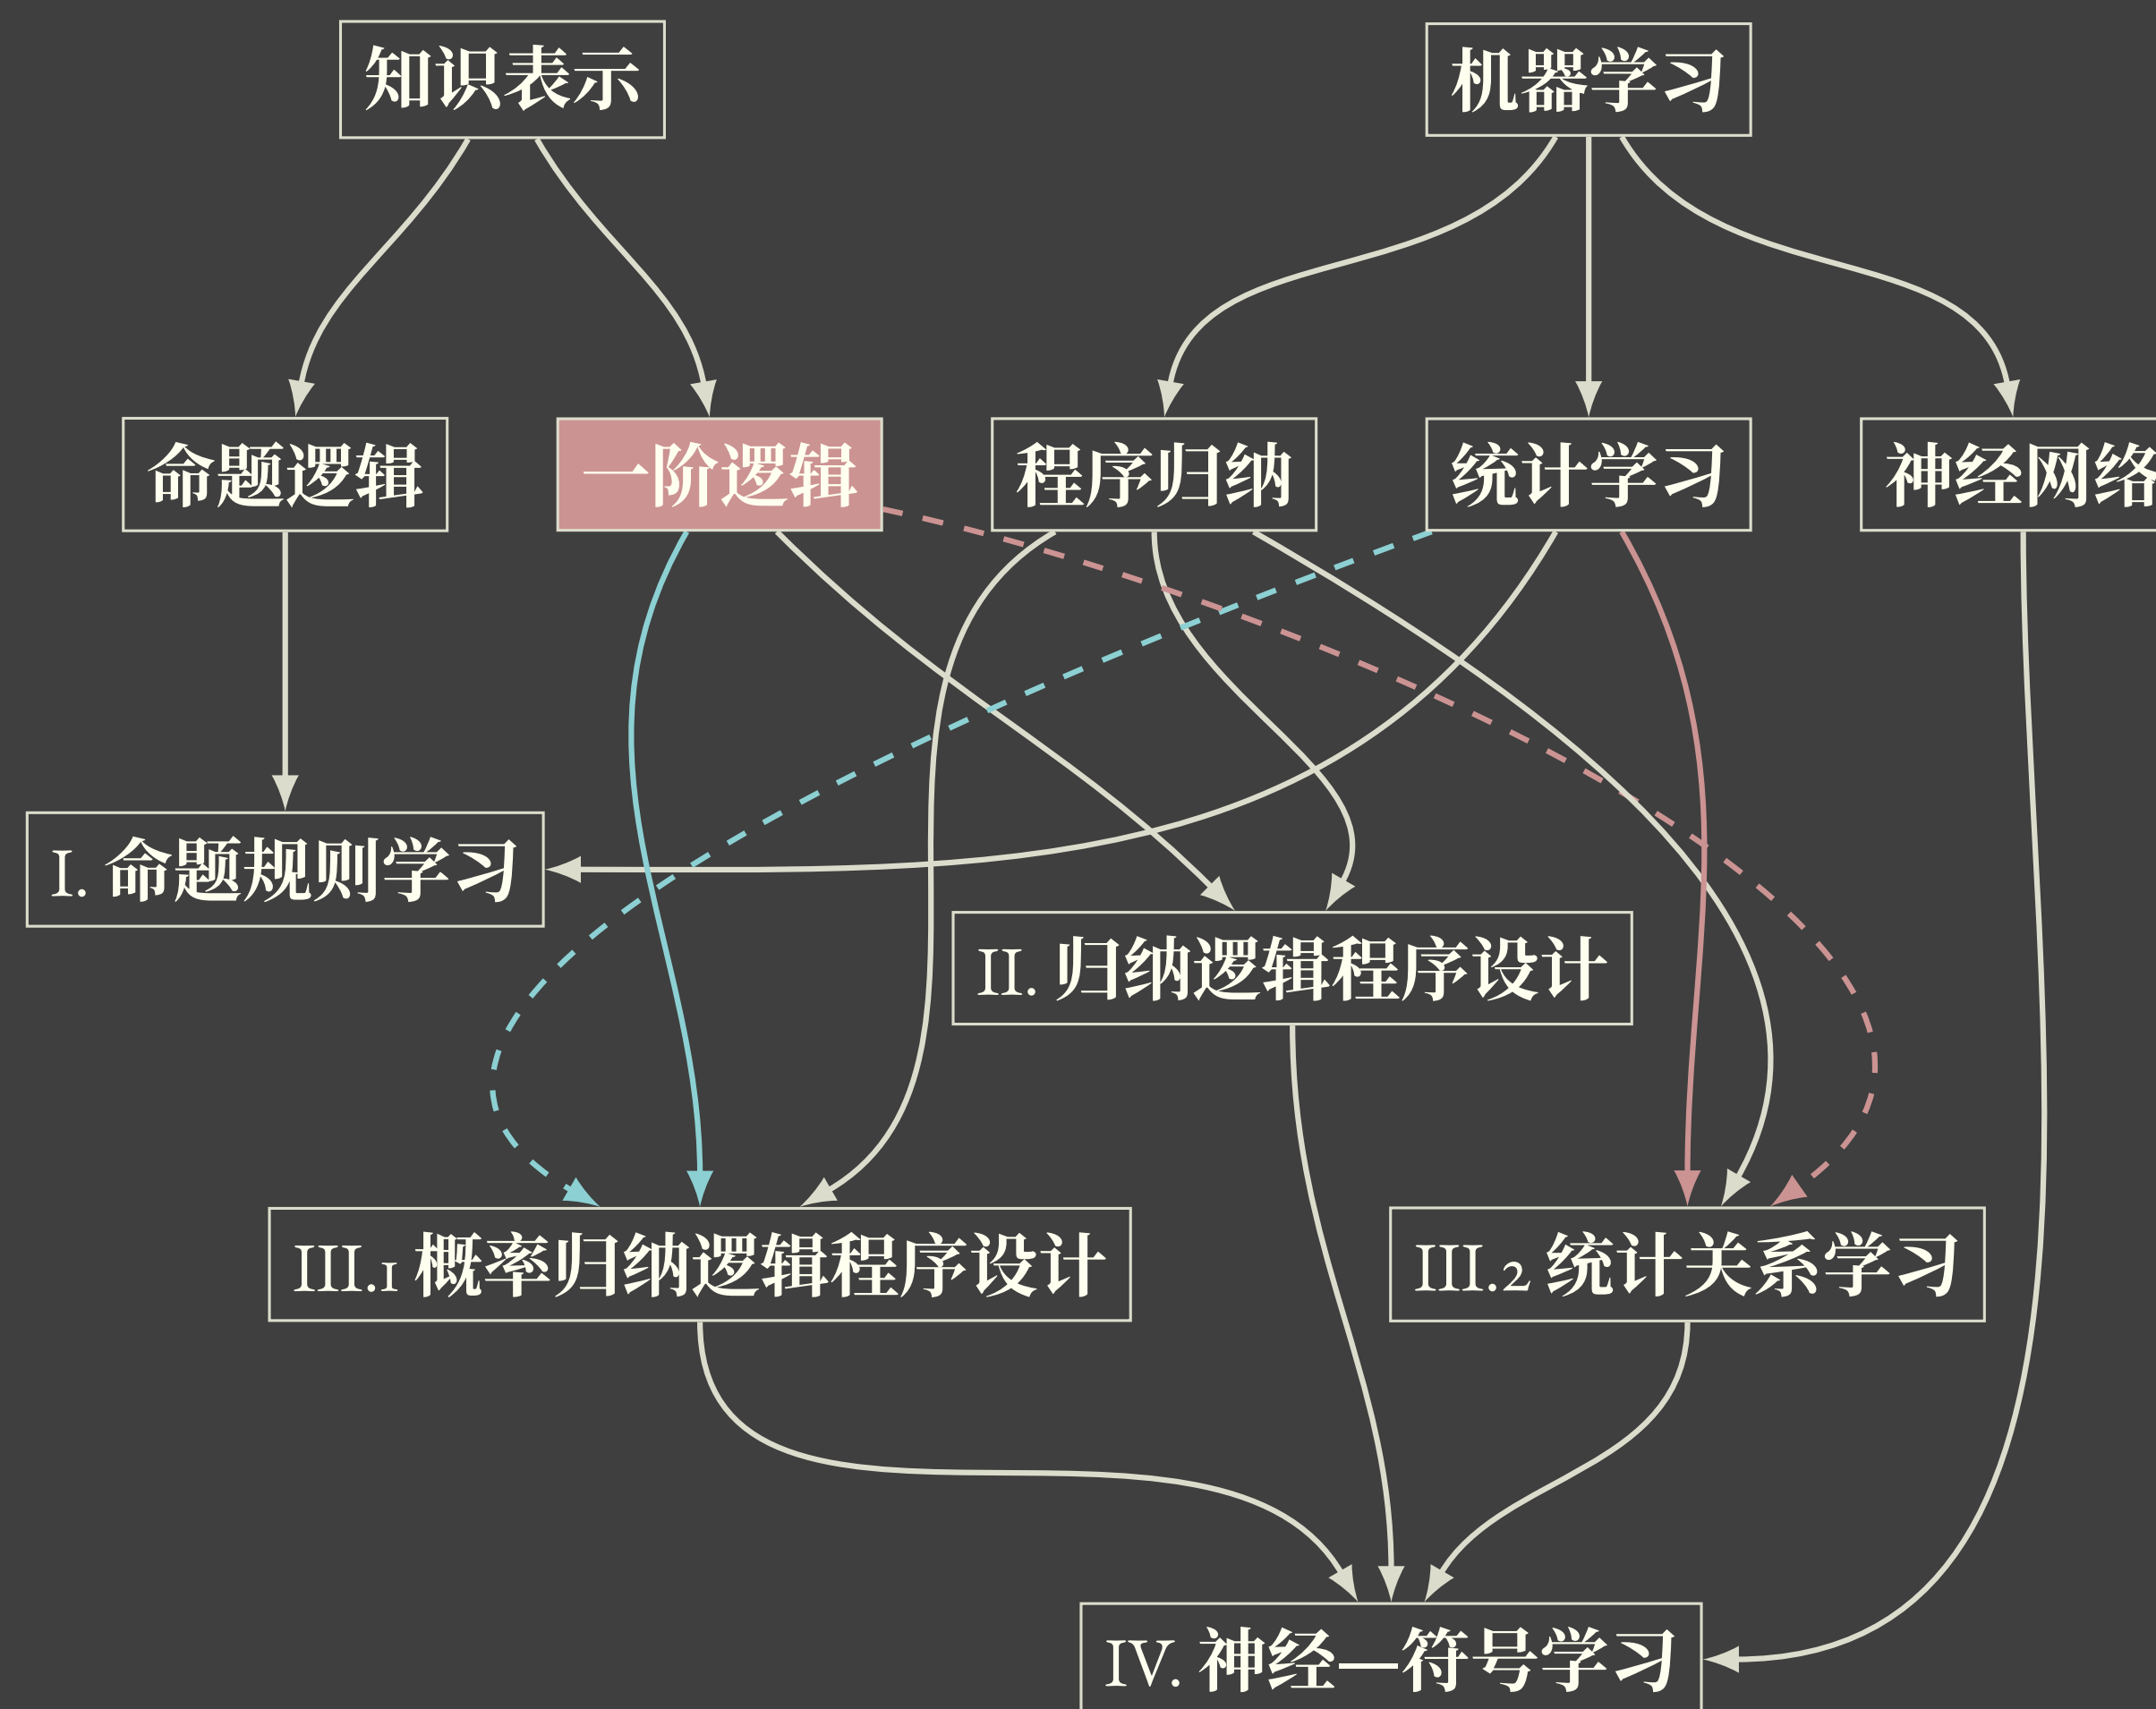 知识表示
机器学习
命题逻辑
一阶逻辑
程序归纳
统计学习
神经网
I. 命题规则学习
II. 归纳逻辑程序设计
III.1 概率归纳逻辑程序设计
III.2 统计关系学习
IV. 神经—符号学习